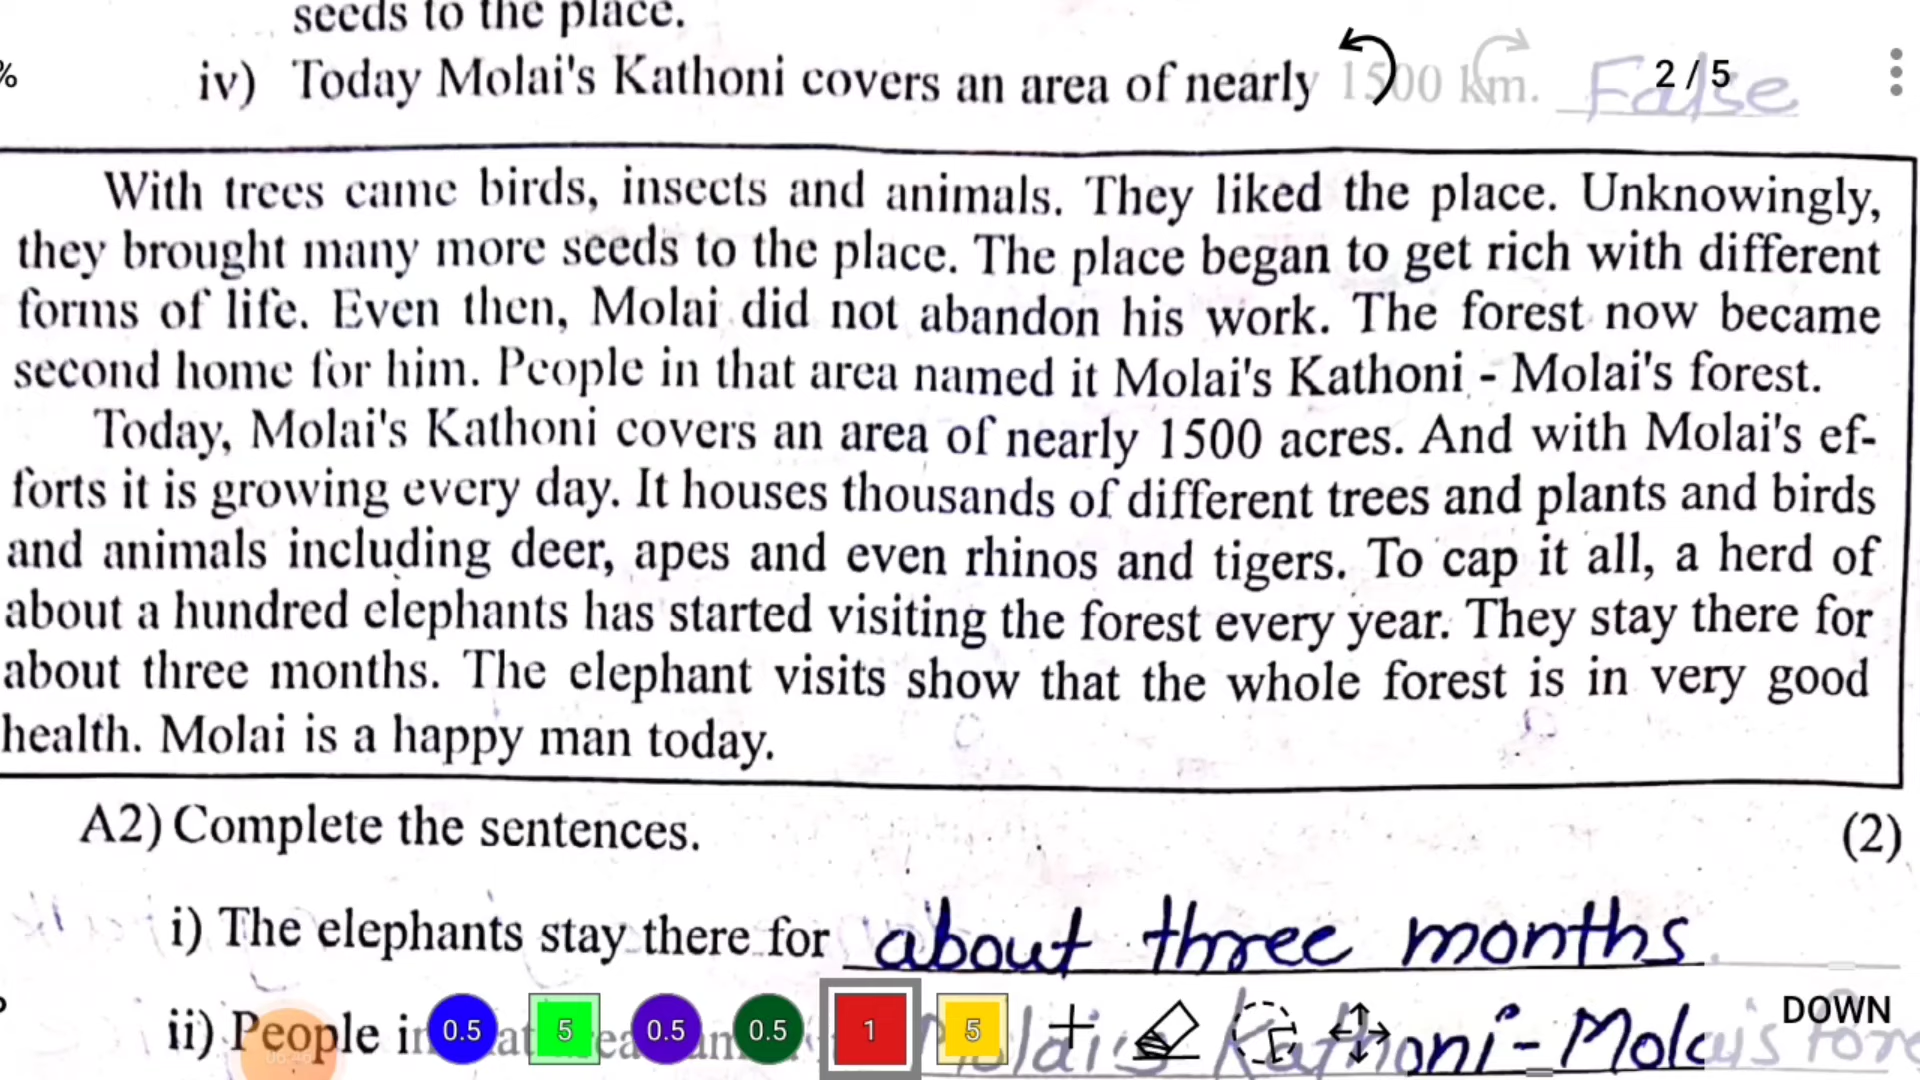 seeds to the place.
%
iv) Today Molai's Kathoni covers an area of nearly 1500 km. False
2 / 5
With trees came birds, insects and animals. They liked the place. Unknowingly,
they brought many more seeds to the place. The place began to get rich with different
forms of life. Even then, Molai did not abandon his work. The forest now became
second home for him. People in that area named it Molai's Kathoni - Molai's forest.
Today, Molai's Kathoni covers an area of nearly 1500 acres. And with Molai's ef-
forts it is growing every day. It houses thousands of different trees and plants and birds
and animals including deer, apes and even rhinos and tigers. To cap it all, a herd of
about a hundred elephants has started visiting the forest every year. They stay there for
about three months. The elephant visits show that the whole forest is in very good
health. Molai is a happy man today.
A2) Complete the sentences. (2)
i) The elephants stay there for about three months.
ii) People in that area named it Molai's Kathoni - Molai's fore
0.5 5 0.5 0.5 1 5
DOWN